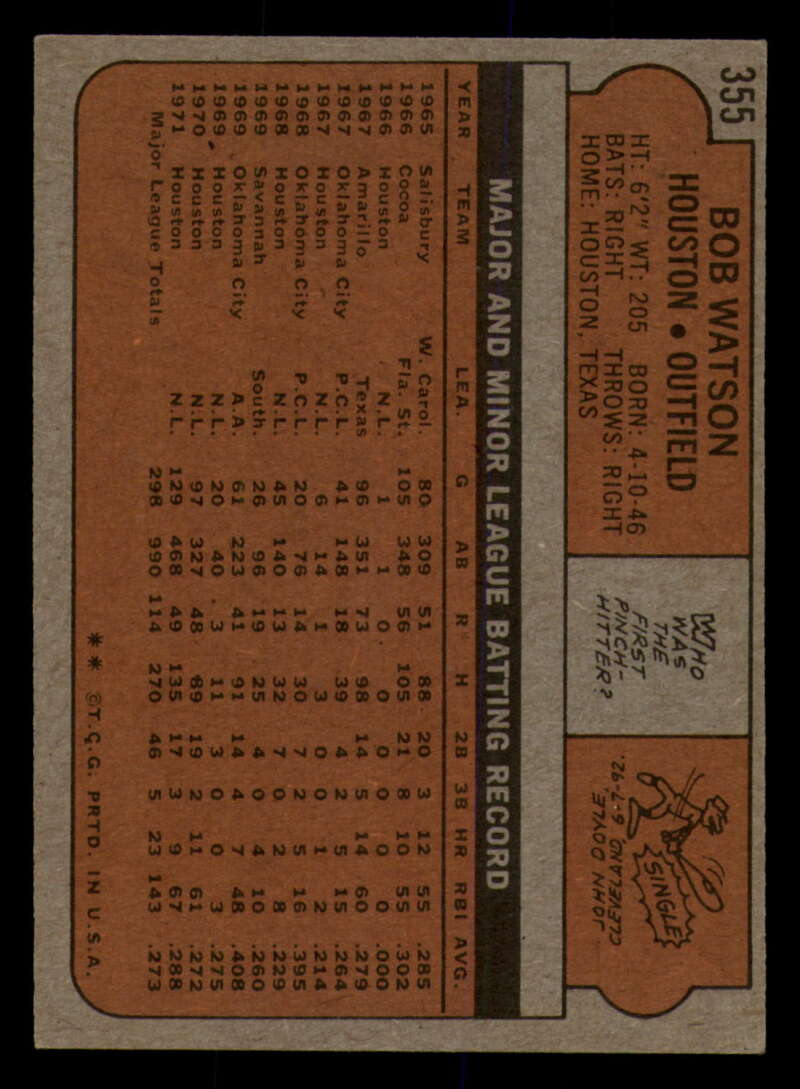 355
BOB WATSON
HOUSTON • OUTFIELD
HT: 6'2" WT: 205 BORN: 4-10-46
BATS: RIGHT THROWS: RIGHT
HOME: HOUSTON, TEXAS
WHO
WAS
THE
FIRST
PINCH-
HITTER?
SINGLE
JOHN DOYLE,
CLEVELAND 6-7-'92.
MAJOR AND MINOR LEAGUE BATTING RECORD
YEAR TEAM LEA. G AB R H 2B 3B HR RBI AVG.
1965 Salisbury W. Carol. 80 309 51 88 20 3 12 55 .285
1966 Cocoa Fla. St. 105 348 56 105 21 8 10 55 .302
1966 Houston N.L. 1 1 0 0 0 0 0 0 .000
1967 Amarillo Texas 96 351 73 98 14 5 14 60 .279
1967 Oklahoma City P.C.L. 41 148 18 39 4 2 5 15 .264
1967 Houston N.L. 6 14 1 3 0 0 1 2 .214
1968 Oklahoma City P.C.L. 20 76 14 30 7 2 5 16 .395
1968 Houston N.L. 45 140 13 32 7 0 2 8 .229
1969 Savannah South. 26 96 19 25 4 0 4 10 .260
1969 Oklahoma City A.A. 61 223 41 91 14 4 7 48 .408
1969 Houston N.L. 20 40 3 11 3 0 0 3 .275
1970 Houston N.L. 97 327 48 89 19 2 11 61 .272
1971 Houston N.L. 129 468 49 135 17 3 9 67 .288
Major League Totals 298 990 114 270 46 5 23 143 .273
** ©T.C.G. PRTD. IN U.S.A.